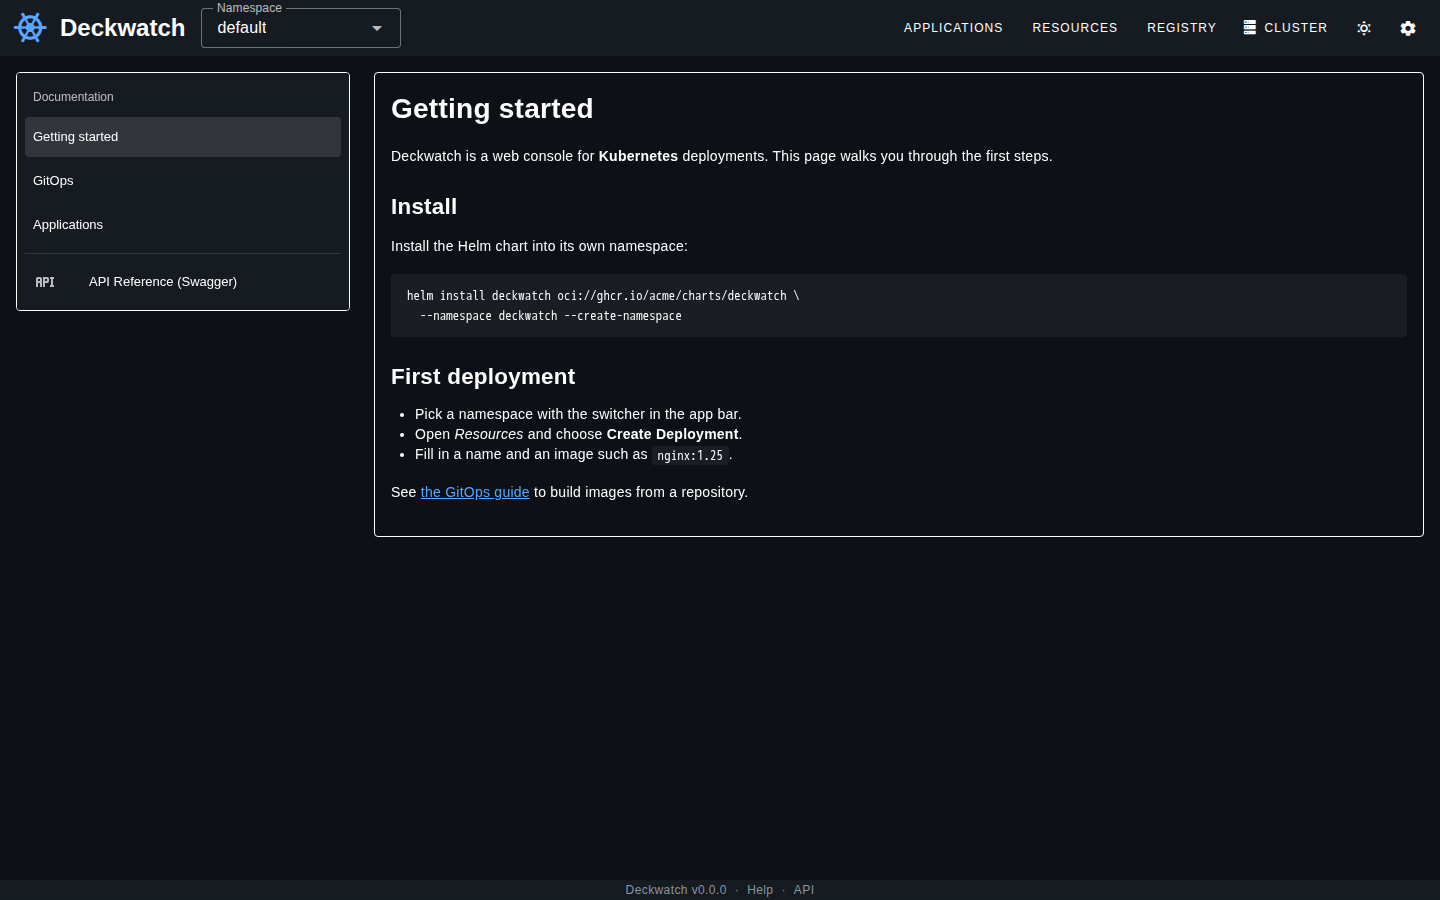 Deckwatch
Namespace
default
APPLICATIONS
RESOURCES
REGISTRY
CLUSTER
Documentation
Getting started
GitOps
Applications
API
API Reference (Swagger)
Getting started
Deckwatch is a web console for Kubernetes deployments. This page walks you through the first steps.
Install
Install the Helm chart into its own namespace:
helm install deckwatch oci://ghcr.io/acme/charts/deckwatch \
--namespace deckwatch --create-namespace
First deployment
• Pick a namespace with the switcher in the app bar.
• Open Resources and choose Create Deployment.
• Fill in a name and an image such as nginx:1.25 .
See the GitOps guide to build images from a repository.
Deckwatch v0.0.0 · Help · API